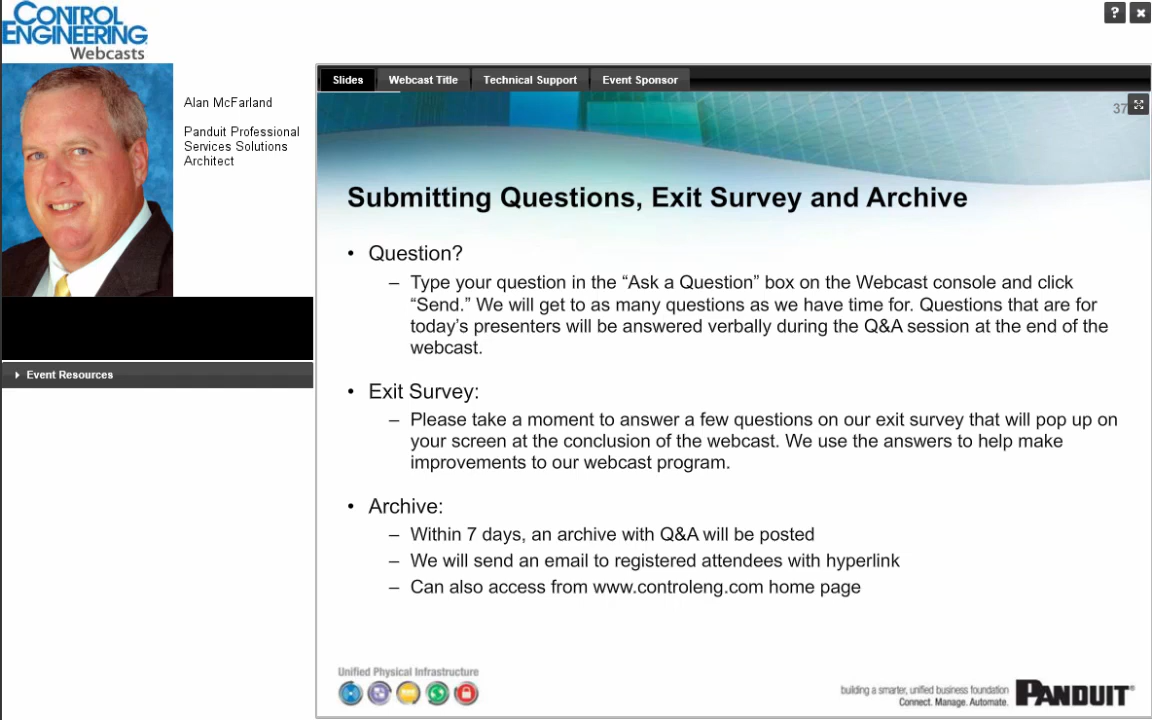 CONTROL
ENGINEERING
Webcasts
? ×
Alan McFarland
Panduit Professional
Services Solutions
Architect
Event Resources
Slides Webcast Title Technical Support Event Sponsor
37
Submitting Questions, Exit Survey and Archive
• Question?
– Type your question in the “Ask a Question” box on the Webcast console and click
“Send.” We will get to as many questions as we have time for. Questions that are for
today’s presenters will be answered verbally during the Q&A session at the end of the
webcast.
• Exit Survey:
– Please take a moment to answer a few questions on our exit survey that will pop up on
your screen at the conclusion of the webcast. We use the answers to help make
improvements to our webcast program.
• Archive:
– Within 7 days, an archive with Q&A will be posted
– We will send an email to registered attendees with hyperlink
– Can also access from www.controleng.com home page
Unified Physical Infrastructure
building a smarter, unified business foundation
Connect. Manage. Automate.
PANDUIT